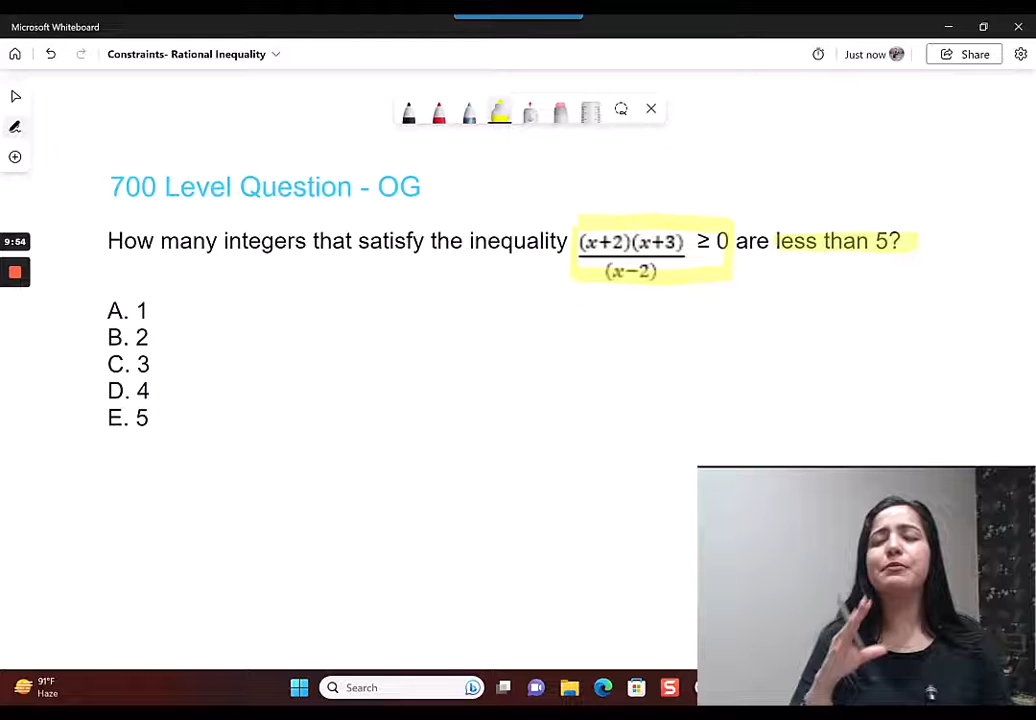 Microsoft Whiteboard
Constraints- Rational Inequality
Just now
Share
700 Level Question - OG
How many integers that satisfy the inequality (x+2)(x+3) ≥ 0 are less than 5?
(x−2)
A. 1
B. 2
C. 3
D. 4
E. 5
9:54
91°F
Haze
Search